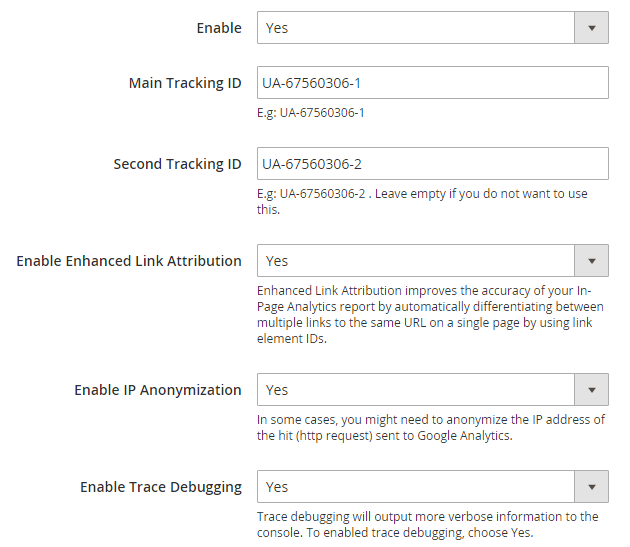 Enable Yes
Main Tracking ID UA-67560306-1
E.g: UA-67560306-1
Second Tracking ID UA-67560306-2
E.g: UA-67560306-2 . Leave empty if you do not want to use
this.
Enable Enhanced Link Attribution Yes
Enhanced Link Attribution improves the accuracy of your In-
Page Analytics report by automatically differentiating between
multiple links to the same URL on a single page by using link
element IDs.
Enable IP Anonymization Yes
In some cases, you might need to anonymize the IP address of
the hit (http request) sent to Google Analytics.
Enable Trace Debugging Yes
Trace debugging will output more verbose information to the
console. To enabled trace debugging, choose Yes.